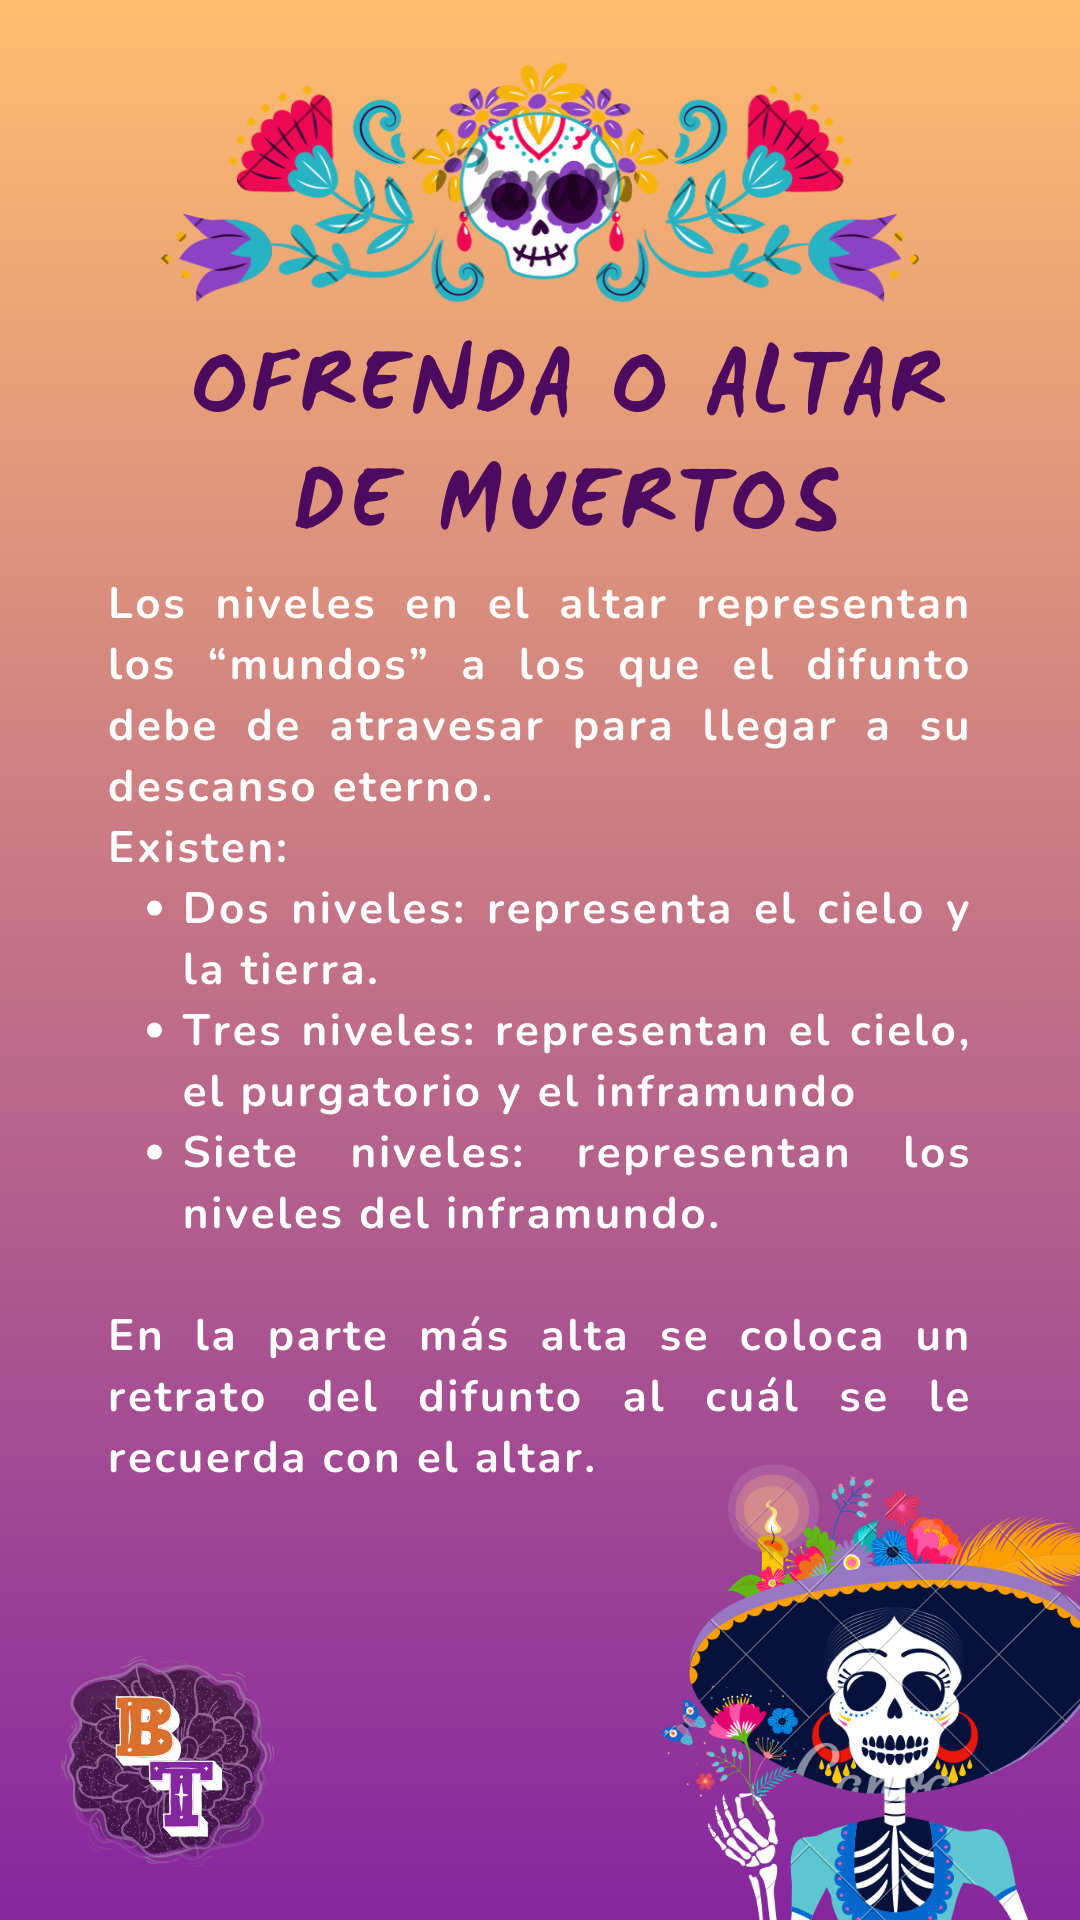 OFRENDA O ALTAR
DE MUERTOS
Los niveles en el altar representan
los “mundos” a los que el difunto
debe de atravesar para llegar a su
descanso eterno.
Existen:
• Dos niveles: representa el cielo y
la tierra.
• Tres niveles: representan el cielo,
el purgatorio y el inframundo
• Siete niveles: representan los
niveles del inframundo.
En la parte más alta se coloca un
retrato del difunto al cuál se le
recuerda con el altar.
B
T
Canva